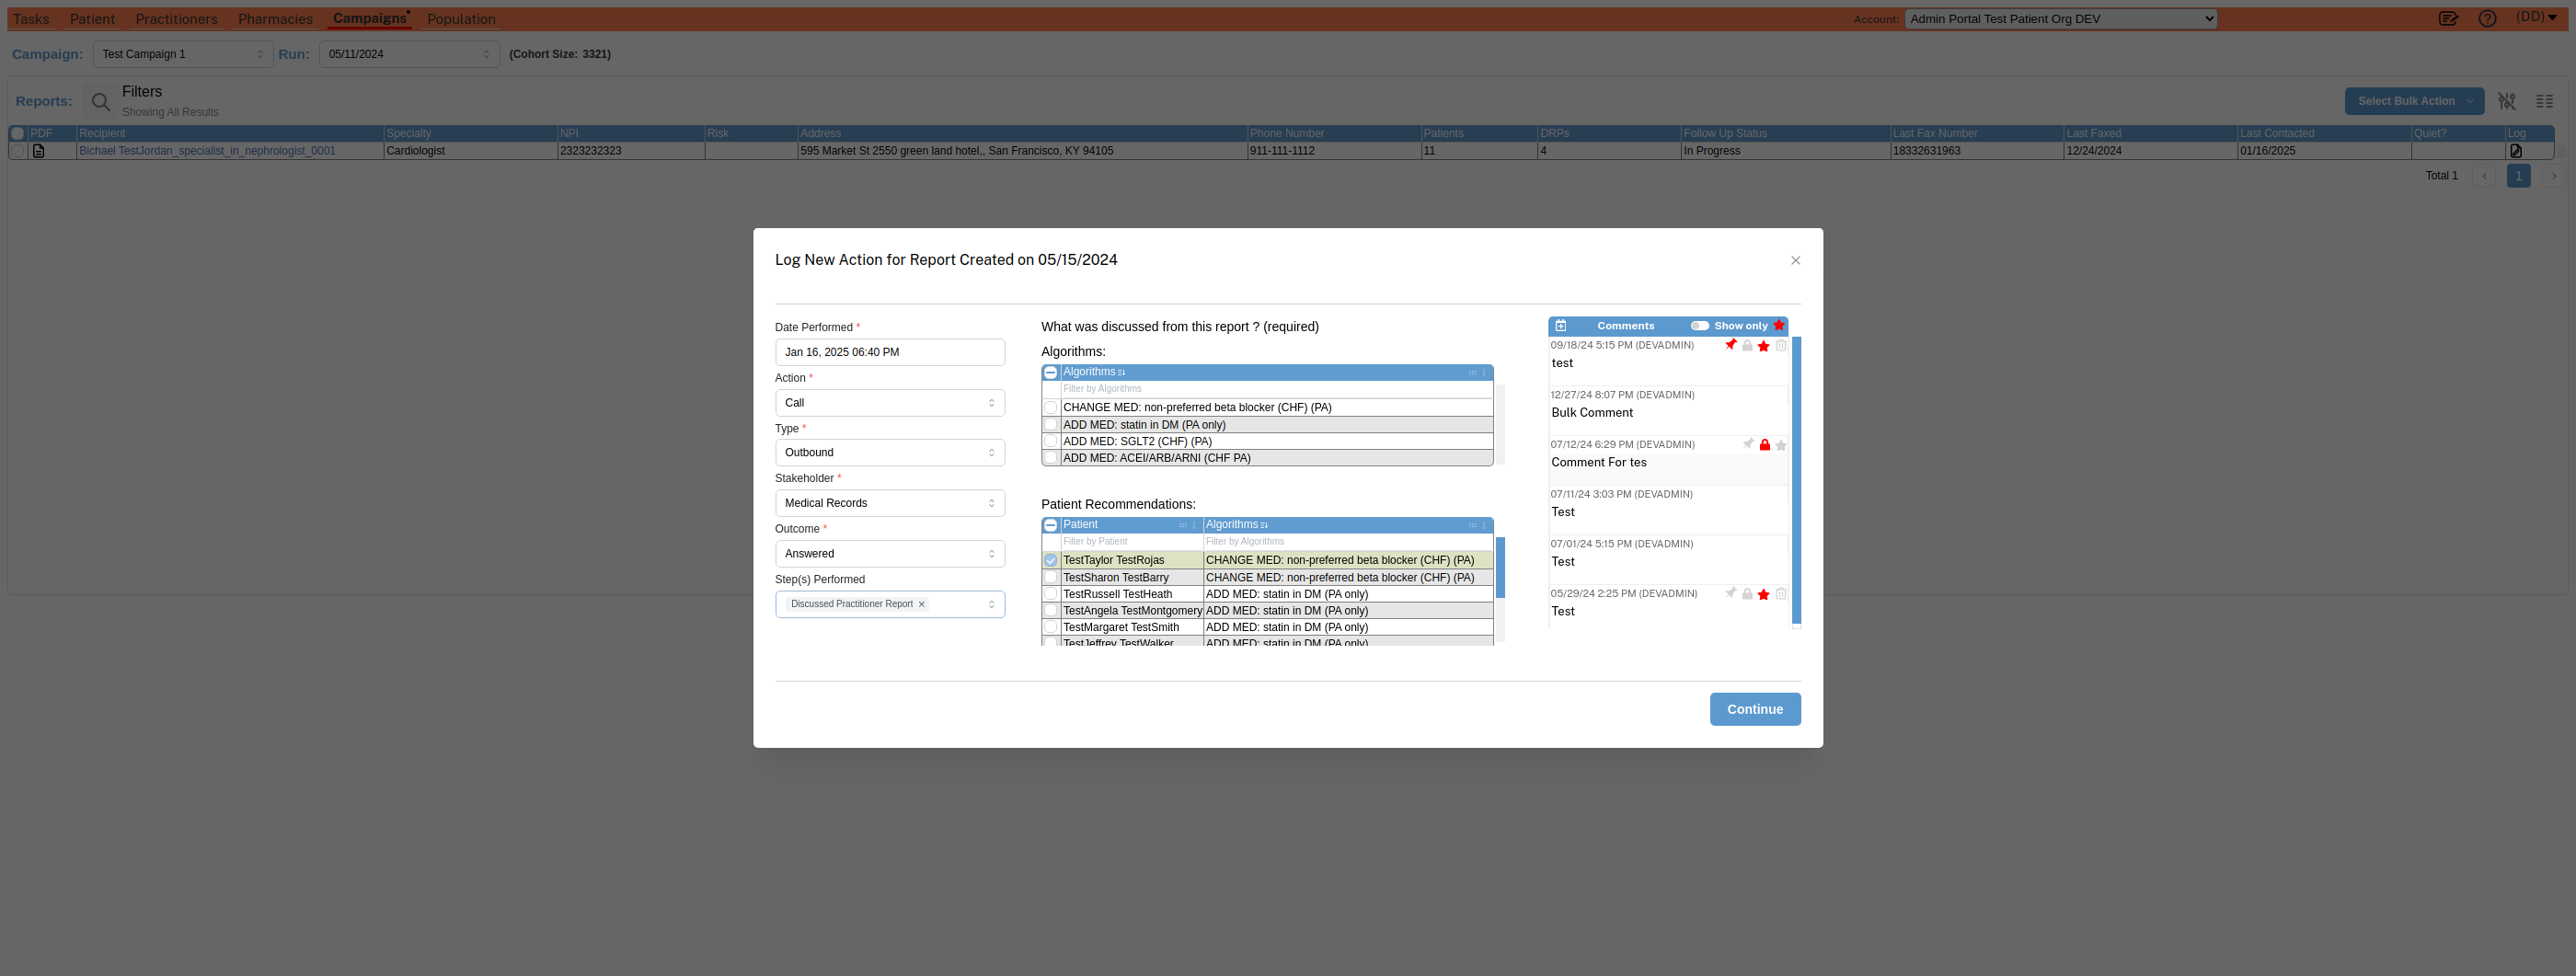 Tasks Patient Practitioners Pharmacies Campaigns Population Account: Admin Portal Test Patient Org DEV (DD)
Campaign: Test Campaign 1 Run: 05/11/2024 (Cohort Size: 3321)
Reports: Filters
Showing All Results
Select Bulk Action
PDF Recipient Specialty NPI Risk Address Phone Number Patients DRPs Follow Up Status Last Fax Number Last Faxed Last Contacted Quiet? Log
Bichael TestJordan_specialist_in_nephrologist_0001 Cardiologist 2323232323 595 Market St 2550 green land hotel,, San Francisco, KY 94105 911-111-1112 11 4 In Progress 18332631963 12/24/2024 01/16/2025
Total 1 1
Log New Action for Report Created on 05/15/2024
Date Performed *
Jan 16, 2025 06:40 PM
Action *
Call
Type *
Outbound
Stakeholder *
Medical Records
Outcome *
Answered
Step(s) Performed
Discussed Practitioner Report
What was discussed from this report ? (required)
Algorithms:
Algorithms
Filter by Algorithms
CHANGE MED: non-preferred beta blocker (CHF) (PA)
ADD MED: statin in DM (PA only)
ADD MED: SGLT2 (CHF) (PA)
ADD MED: ACEI/ARB/ARNI (CHF PA)
Patient Recommendations:
Patient Algorithms
Filter by Patient Filter by Algorithms
TestTaylor TestRojas CHANGE MED: non-preferred beta blocker (CHF) (PA)
TestSharon TestBarry CHANGE MED: non-preferred beta blocker (CHF) (PA)
TestRussell TestHeath ADD MED: statin in DM (PA only)
TestAngela TestMontgomery ADD MED: statin in DM (PA only)
TestMargaret TestSmith ADD MED: statin in DM (PA only)
TestJeffrey TestWalker ADD MED: statin in DM (PA only)
Comments Show only
09/18/24 5:15 PM (DEVADMIN)
test
12/27/24 8:07 PM (DEVADMIN)
Bulk Comment
07/12/24 6:29 PM (DEVADMIN)
Comment For tes
07/11/24 3:03 PM (DEVADMIN)
Test
07/01/24 5:15 PM (DEVADMIN)
Test
05/29/24 2:25 PM (DEVADMIN)
Test
Continue